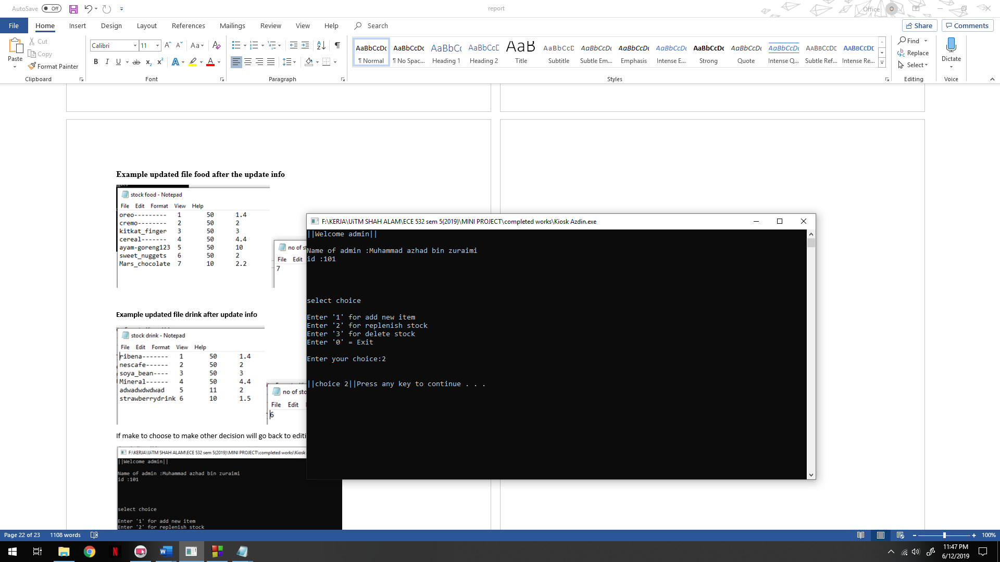 AutoSave Off
report
Office O
File Home Insert Design Layout References Mailings Review View Help Search
Share Comments
Paste
Cut
Copy
Format Painter
Clipboard
Calibri 11
Font
Paragraph
AaBbCcDc AaBbCcDc AaBbCc AaBbCcD AaB AaBbCcD AaBbCcDc AaBbCcDc AaBbCcDc AaBbCcDc AaBbCcDc AaBbCcDc AABBCCDE AABBCCDE
¶ Normal ¶ No Spac... Heading 1 Heading 2 Title Subtitle Subtle Em... Emphasis Intense E... Strong Quote Intense Q... Subtle Ref... Intense Re...
Styles
Find
Replace
Select
Editing
Dictate
Voice
Example updated file food after the update info
stock food - Notepad
File Edit Format View Help
oreo--------- 1 50 1.4
cremo-------- 2 50 2
kitkat_finger 3 50 3
cereal------- 4 50 4.4
ayam-goreng123 5 50 10
sweet_nuggets 6 50 2
Mars_chocolate 7 10 2.2
no of st
File Edit
7
Example updated file drink after update info
stock drink - Notepad
File Edit Format View Help
ribena------- 1 50 1.4
nescafe------ 2 50 2
soya_bean---- 3 50 3
Mineral------ 4 50 4.4
adwadwdwdwad 5 11 2
strawberrydrink 6 10 1.5
no of sto
File Edit
6
If make to choose to make other decision will go back to editi
F:\KERJA\UiTM SHAH ALAM\ECE 532 sem 5(2019)\MINI PROJECT\completed works\Kiosk
||Welcome admin||
Name of admin :Muhammad azhad bin zuraimi
id :101
select choice
Enter '1' for add new item
Enter '2' for replenish stock
F:\KERJA\UiTM SHAH ALAM\ECE 532 sem 5(2019)\MINI PROJECT\completed works\Kiosk Azdin.exe
||Welcome admin||
Name of admin :Muhammad azhad bin zuraimi
id :101
select choice
Enter '1' for add new item
Enter '2' for replenish stock
Enter '3' for delete stock
Enter '0' = Exit
Enter your choice:2
||choice 2||Press any key to continue . . .
Page 22 of 23 1108 words
100%
11:47 PM
6/12/2019